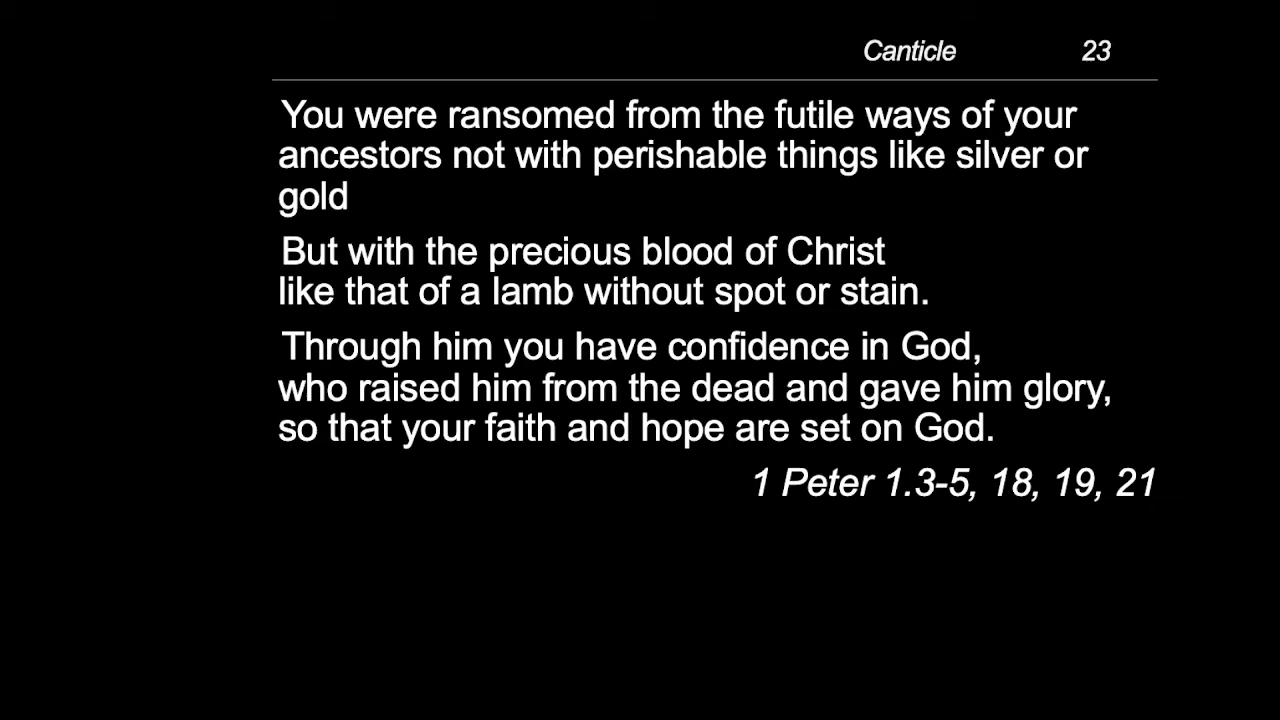 Canticle 23
You were ransomed from the futile ways of your
ancestors not with perishable things like silver or
gold
But with the precious blood of Christ
like that of a lamb without spot or stain.
Through him you have confidence in God,
who raised him from the dead and gave him glory,
so that your faith and hope are set on God.
1 Peter 1.3-5, 18, 19, 21